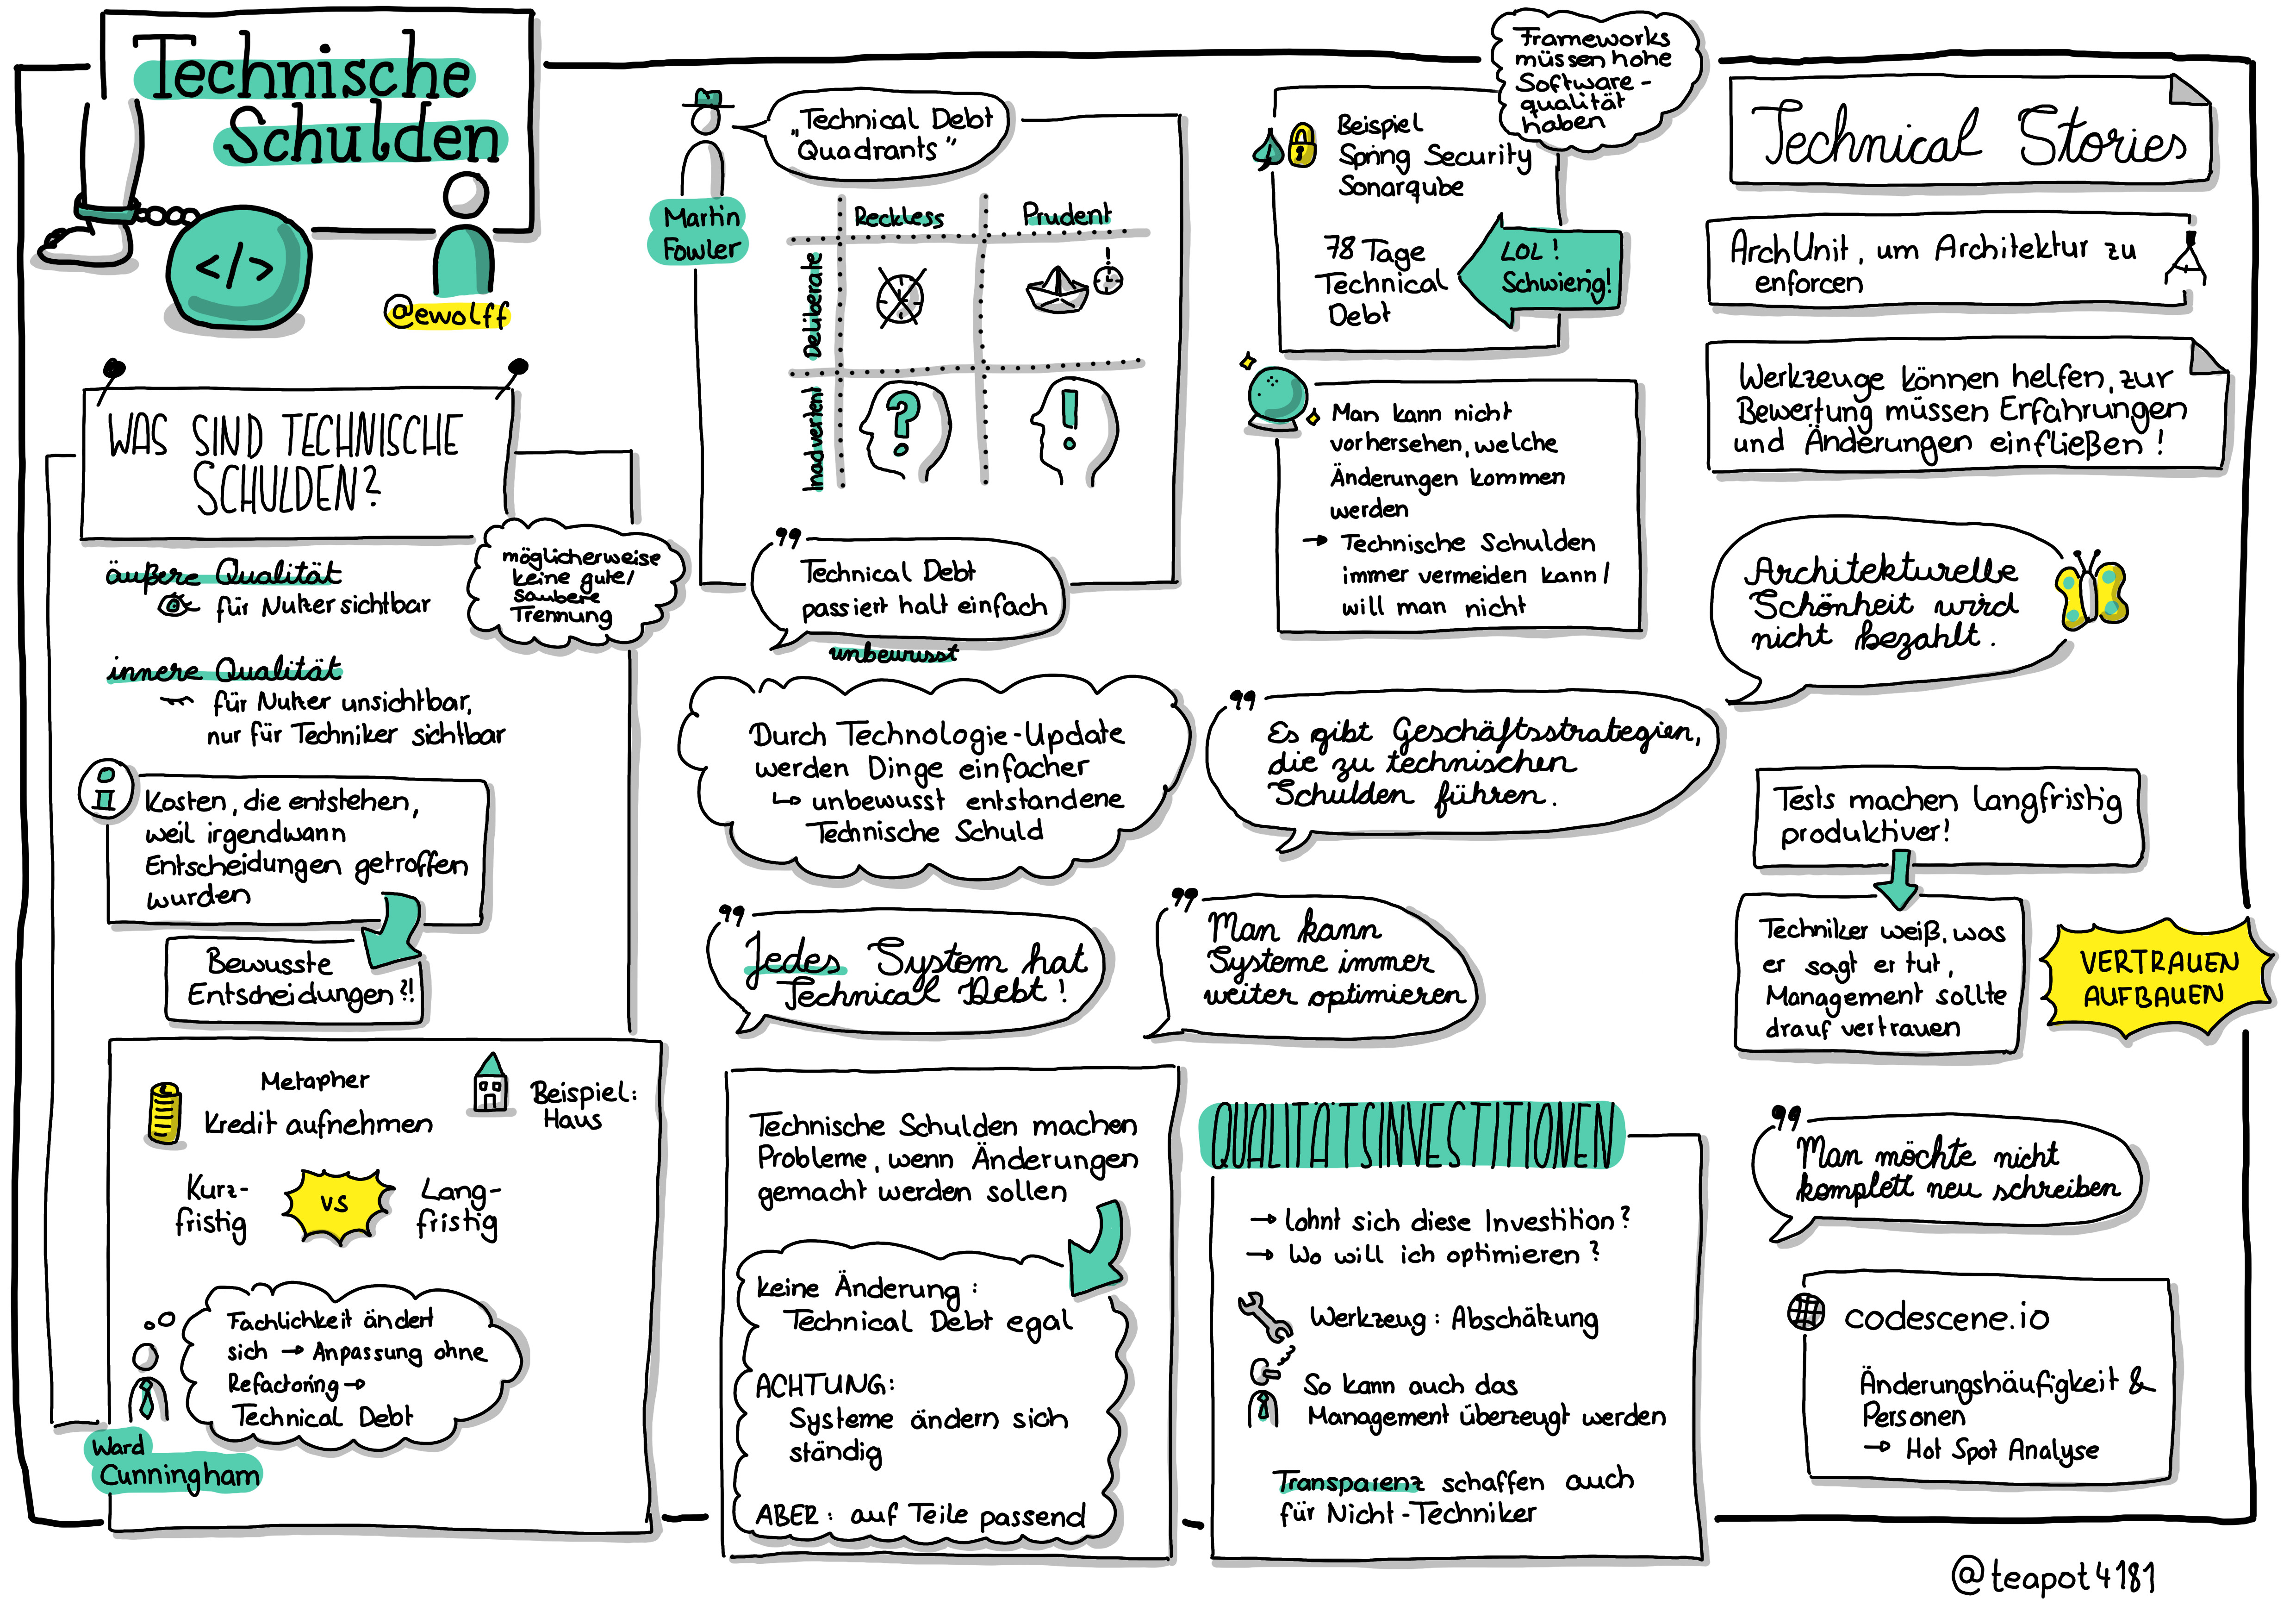 Technische
Schulden
</>
@ewolff
WAS SIND TECHNISCHE
SCHULDEN?
äußere Qualität
für Nutzer sichtbar
möglicherweise
keine gute/
saubere
Trennung
innere Qualität
für Nutzer unsichtbar,
nur für Techniker sichtbar
i
Kosten, die entstehen,
weil irgendwann
Entscheidungen getroffen
wurden
Bewusste
Entscheidungen?!
Metapher
Kredit aufnehmen
Beispiel:
Haus
Kurz-
fristig
vs
Lang-
fristig
Fachlichkeit ändert
sich → Anpassung ohne
Refactoring →
Technical Debt
Ward
Cunningham
Martin
Fowler
„Technical Debt
Quadrants"
Reckless
Prudent
Deliberate
Inadvertent
?
!
" Technical Debt
passiert halt einfach
unbewusst
Durch Technologie-Update
werden Dinge einfacher
↳ unbewusst entstandene
Technische Schuld
" Jedes System hat
Technical Debt!
" Man kann
Systeme immer
weiter optimieren
Technische Schulden machen
Probleme, wenn Änderungen
gemacht werden sollen
keine Änderung:
Technical Debt egal
ACHTUNG:
Systeme ändern sich
ständig
ABER: auf Teile passend
Frameworks
müssen hohe
Software-
qualität
haben
Beispiel
Spring Security
Sonarqube
78 Tage
Technical
Debt
LOL!
Schwierig!
Man kann nicht
vorhersehen, welche
Änderungen kommen
werden
→ Technische Schulden
immer vermeiden kann/
will man nicht
" Es gibt Geschäftsstrategien,
die zu technischen
Schulden führen.
QUALITÄTSINVESTITIONEN
→ Lohnt sich diese Investition?
→ Wo will ich optimieren?
Werkzeug: Abschätzung
So kann auch das
Management überzeugt werden
Transparenz schaffen auch
für Nicht-Techniker
Technical Stories
ArchUnit, um Architektur zu
enforcen
Werkzeuge können helfen, zur
Bewertung müssen Erfahrungen
und Änderungen einfließen!
Architekturelle
Schönheit wird
nicht bezahlt.
Tests machen langfristig
produktiver!
Techniker weiß, was
er sagt er tut,
Management sollte
drauf vertrauen
VERTRAUEN
AUFBAUEN
" Man möchte nicht
komplett neu schreiben
codescene.io
Änderungshäufigkeit &
Personen
→ Hot Spot Analyse
@teapot4181